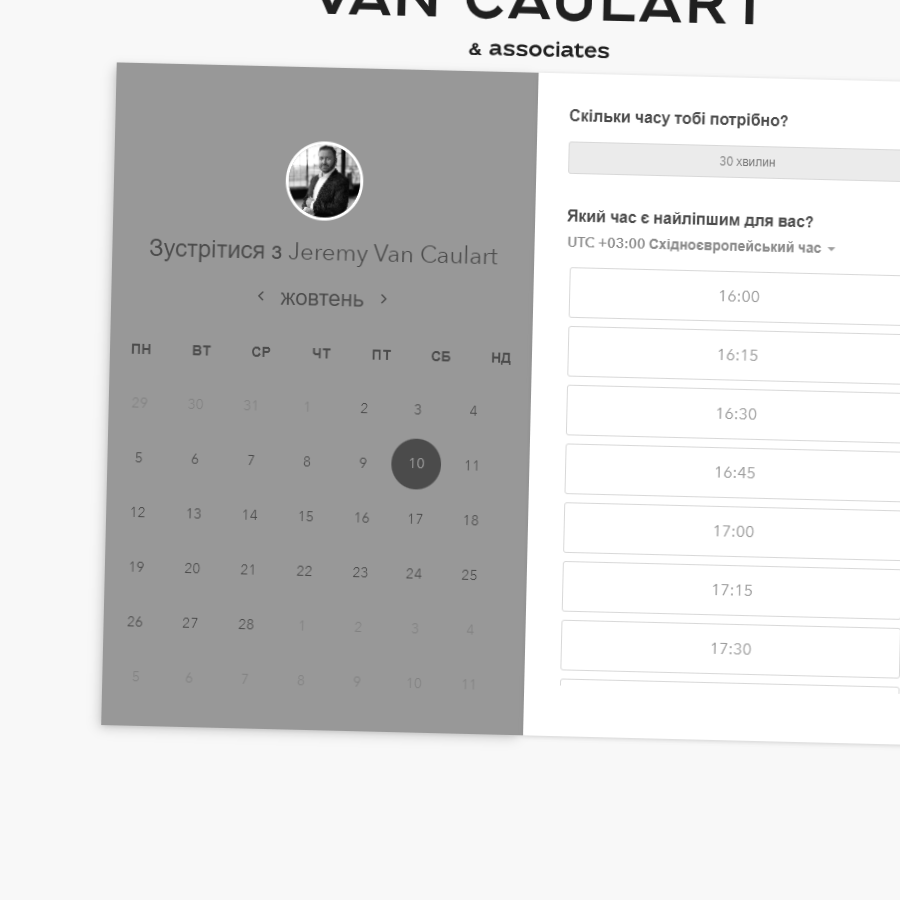 VAN CAULART
& associates
Зустрітися з Jeremy Van Caulart
жовтень
ПН ВТ СР ЧТ ПТ СБ НД
29 30 31 1 2 3 4
5 6 7 8 9 10 11
12 13 14 15 16 17 18
19 20 21 22 23 24 25
26 27 28 1 2 3 4
5 6 7 8 9 10 11
Скільки часу тобі потрібно?
30 хвилин
Який час є найліпшим для вас?
UTC +03:00 Східноєвропейський час
16:00
16:15
16:30
16:45
17:00
17:15
17:30